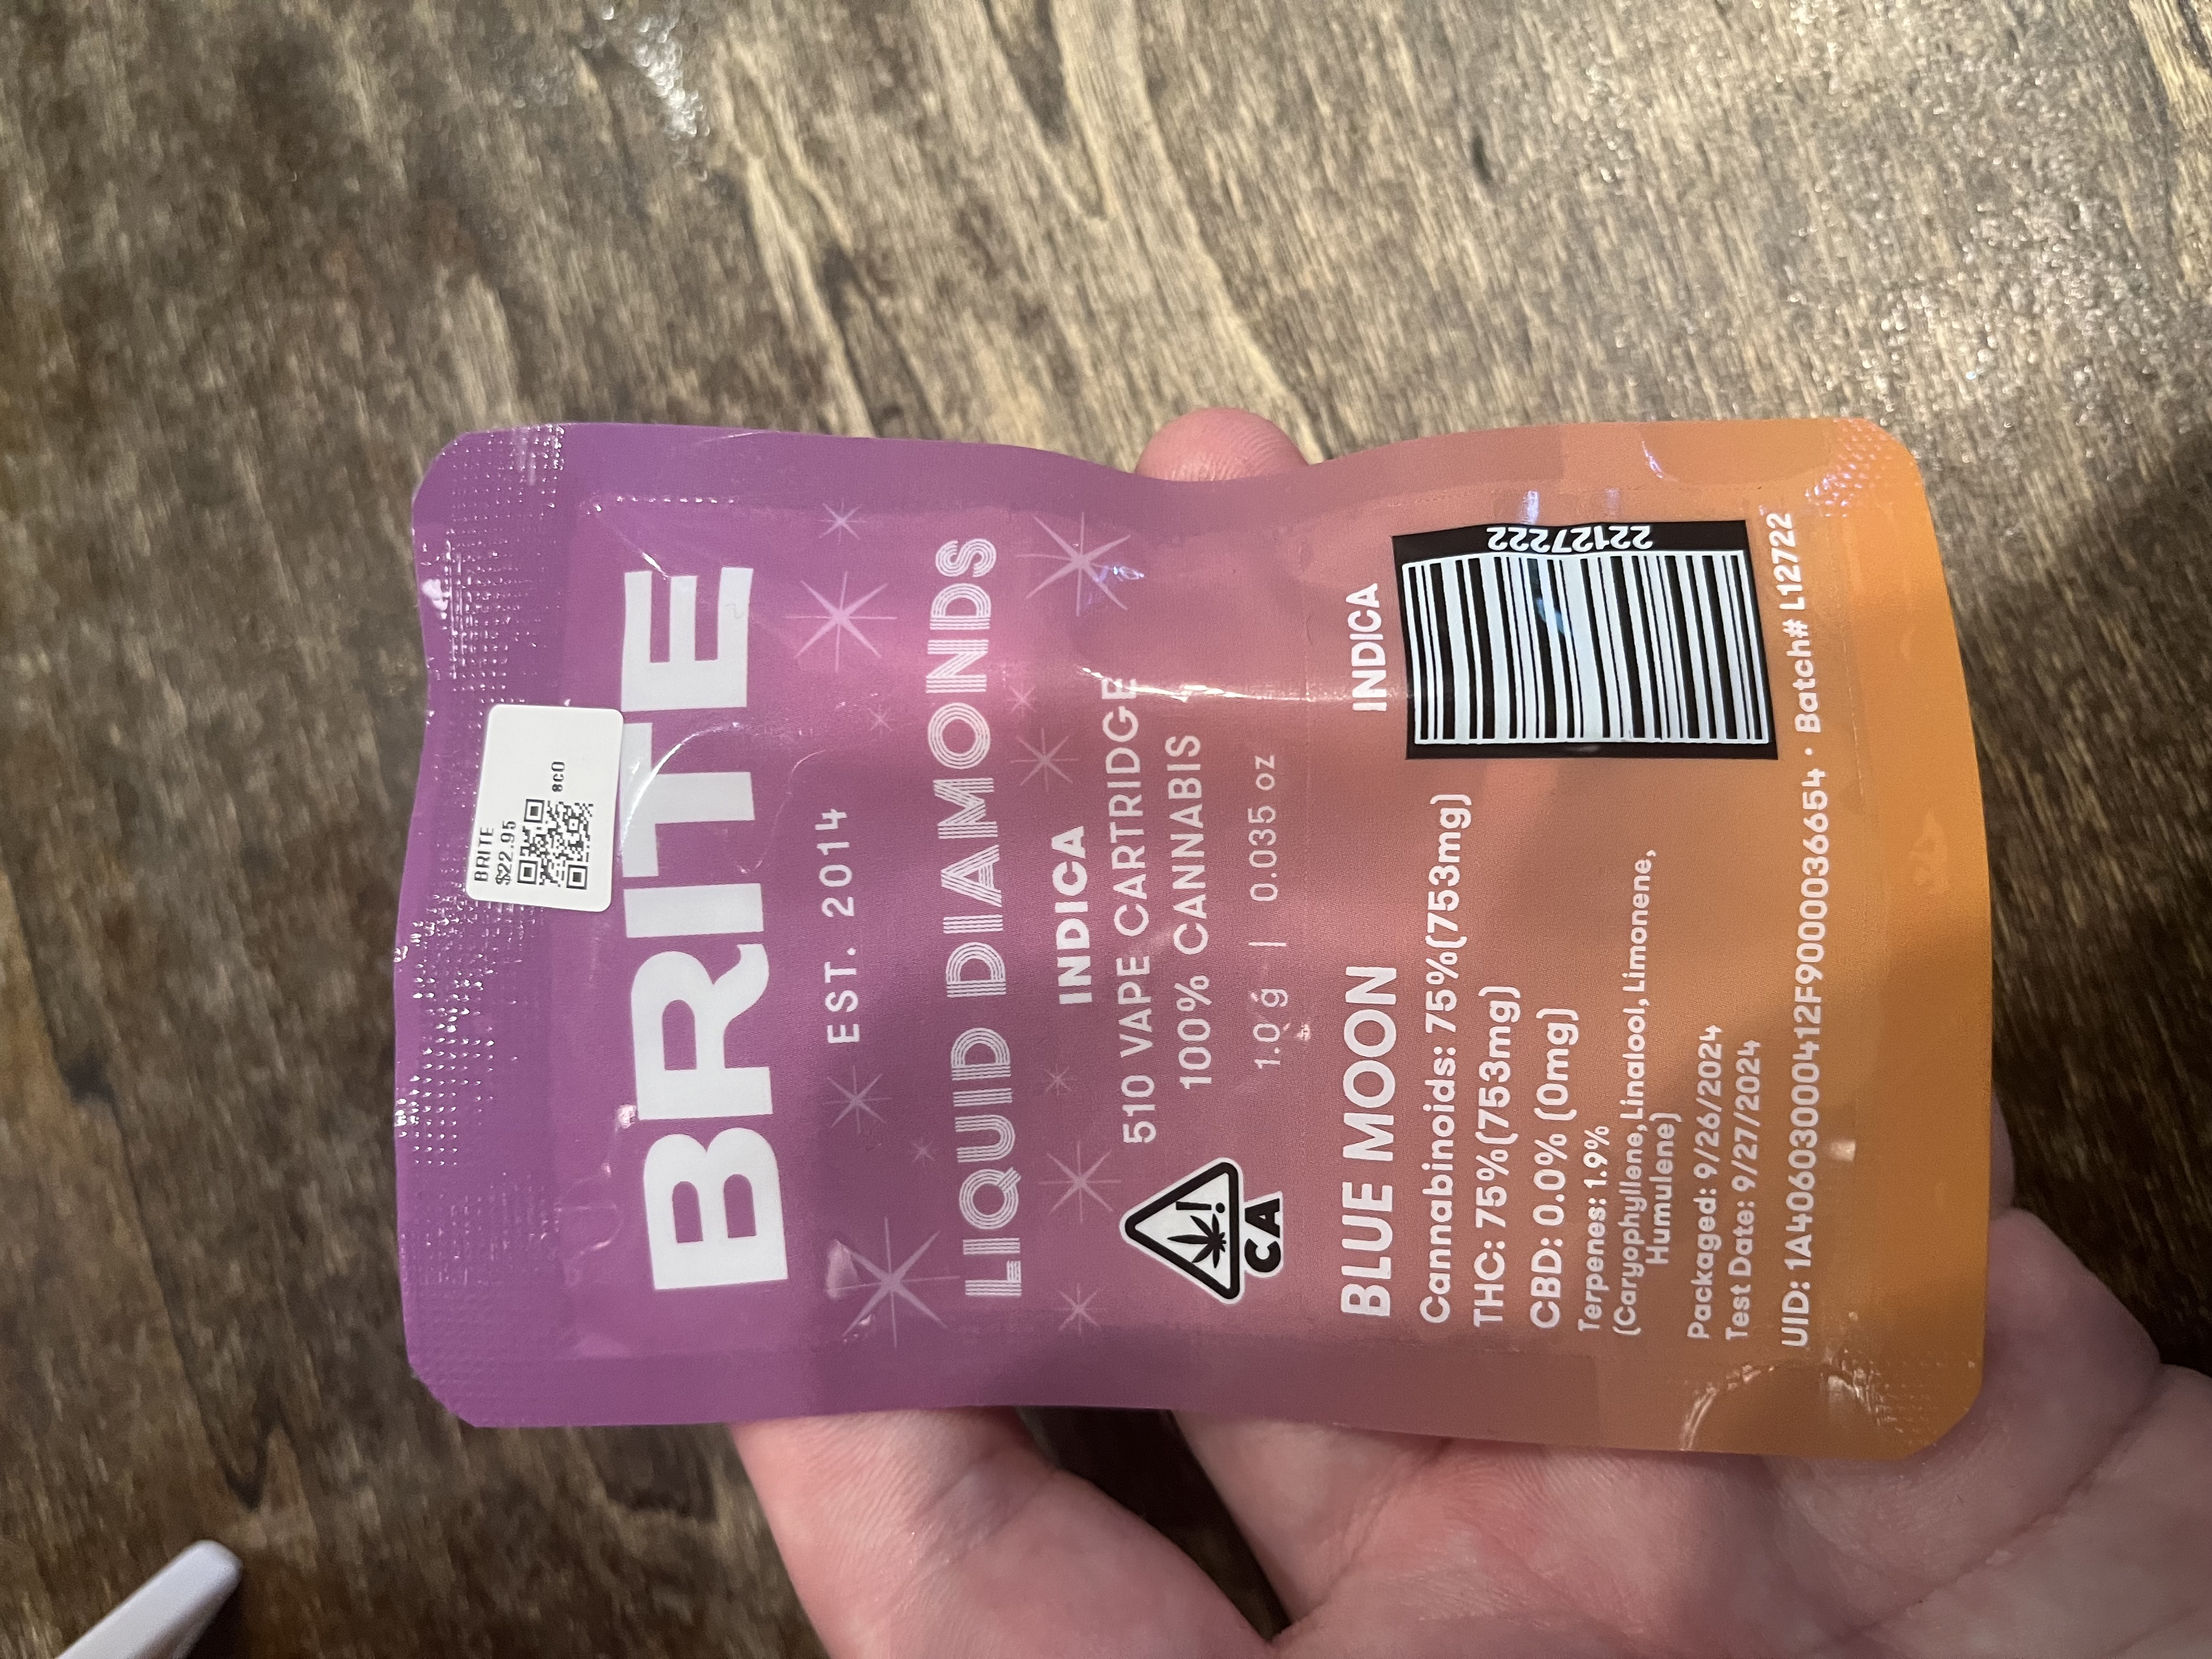 BRITE
$22.95
8c0
BRITE
EST. 2014
LIQUID DIAMONDS
INDICA
510 VAPE CARTRIDGE
100% CANNABIS
1.0 g | 0.035 oz
CA
BLUE MOON
INDICA
Cannabinoids: 75%(753mg)
THC: 75%(753mg)
CBD: 0.0% (0mg)
Terpenes: 1.9%
(Caryophyllene, Linalool, Limonene,
Humulene)
Packaged: 9/26/2024
Test Date: 9/27/2024
22127222
UID: 1A40603000412F9000036654 · Batch# L12722